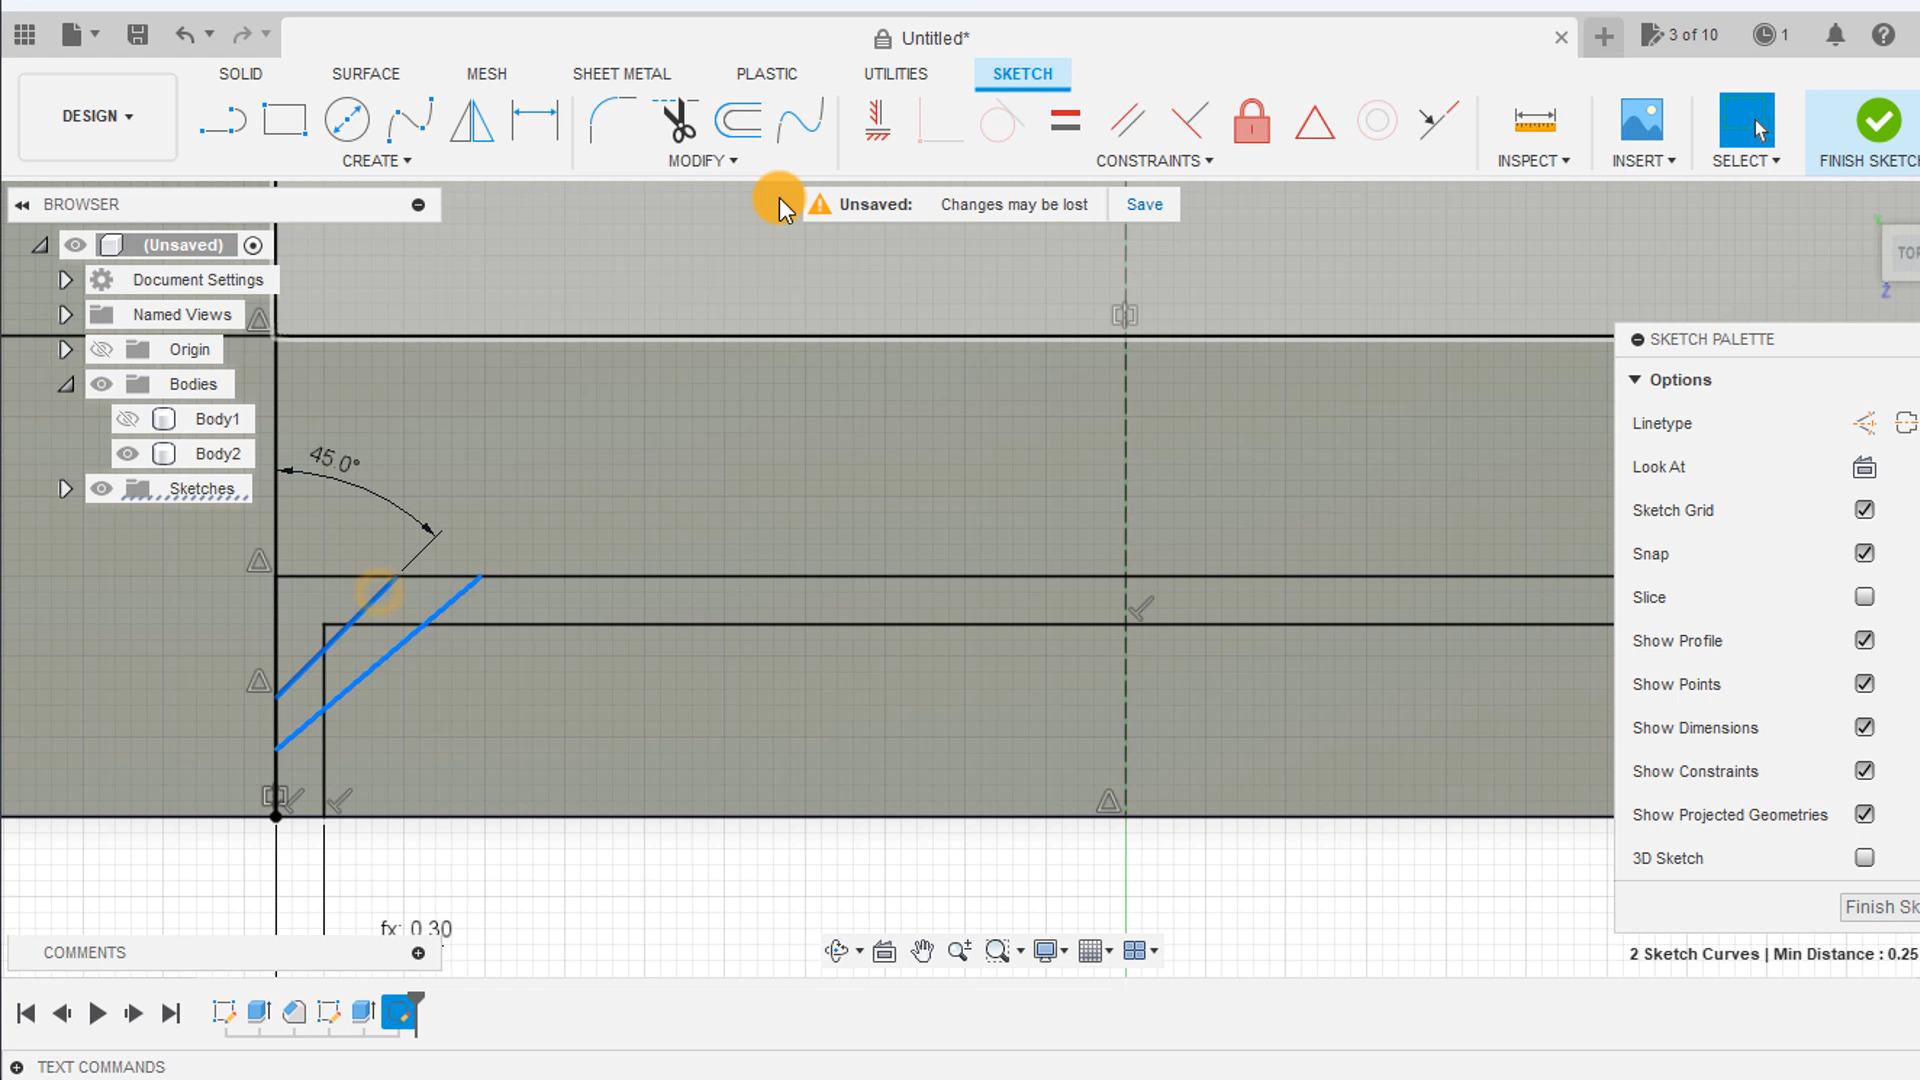 Untitled*
3 of 10
1
DESIGN
SOLID
SURFACE
MESH
SHEET METAL
PLASTIC
UTILITIES
SKETCH
CREATE
MODIFY
CONSTRAINTS
INSPECT
INSERT
SELECT
FINISH SKETCH
BROWSER
Unsaved: Changes may be lost
Save
(Unsaved)
Document Settings
Named Views
Origin
Bodies
Body1
Body2
Sketches
45.0°
fx: 0.30
TOP
Z
SKETCH PALETTE
Options
Linetype
Look At
Sketch Grid
Snap
Slice
Show Profile
Show Points
Show Dimensions
Show Constraints
Show Projected Geometries
3D Sketch
Finish Sk
COMMENTS
2 Sketch Curves | Min Distance : 0.25
TEXT COMMANDS